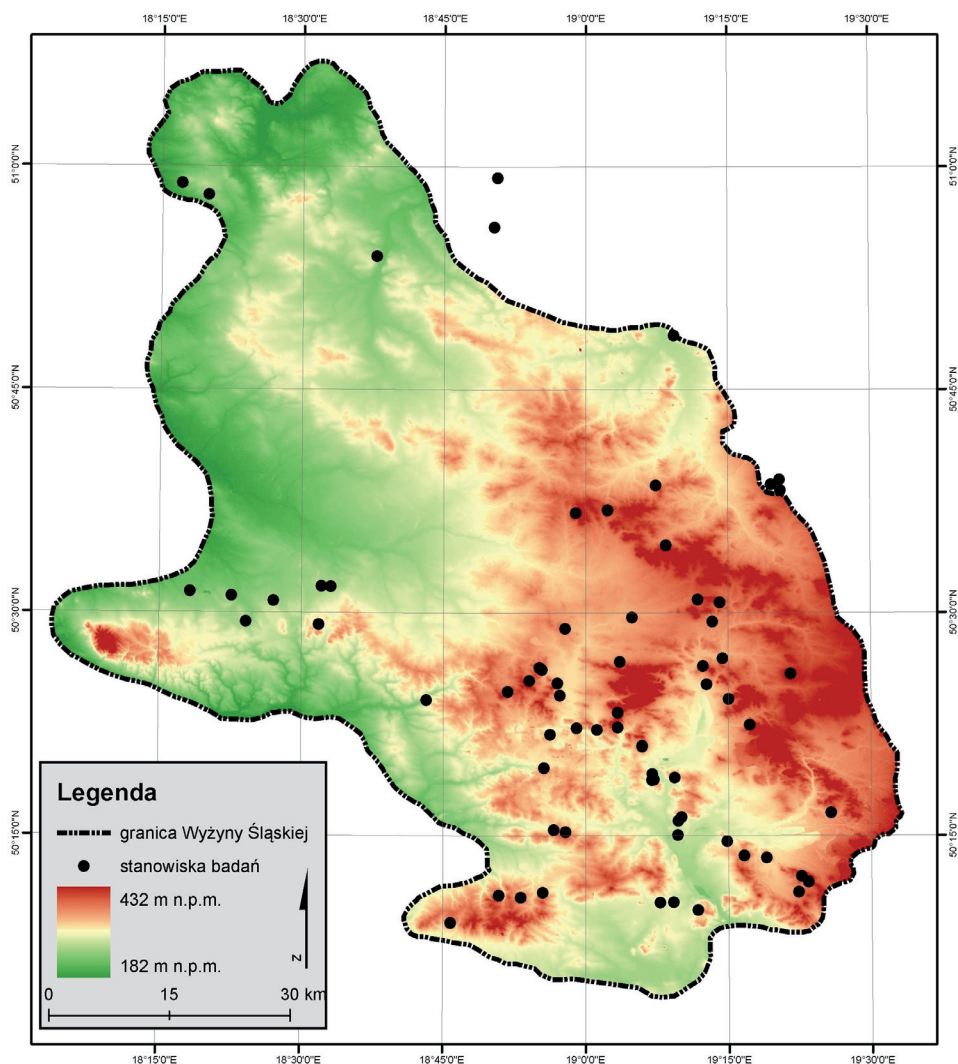 18°15'0"E 18°30'0"E 18°45'0"E 19°0'0"E 19°15'0"E 19°30'0"E
51°0'0"N 51°0'0"N
50°45'0"N 50°45'0"N
50°30'0"N 50°30'0"N
50°15'0"N 50°15'0"N
Legenda
granica Wyżyny Śląskiej
stanowiska badań
432 m n.p.m.
182 m n.p.m.
N
0 15 30 km
18°15'0"E 18°30'0"E 18°45'0"E 19°0'0"E 19°15'0"E 19°30'0"E